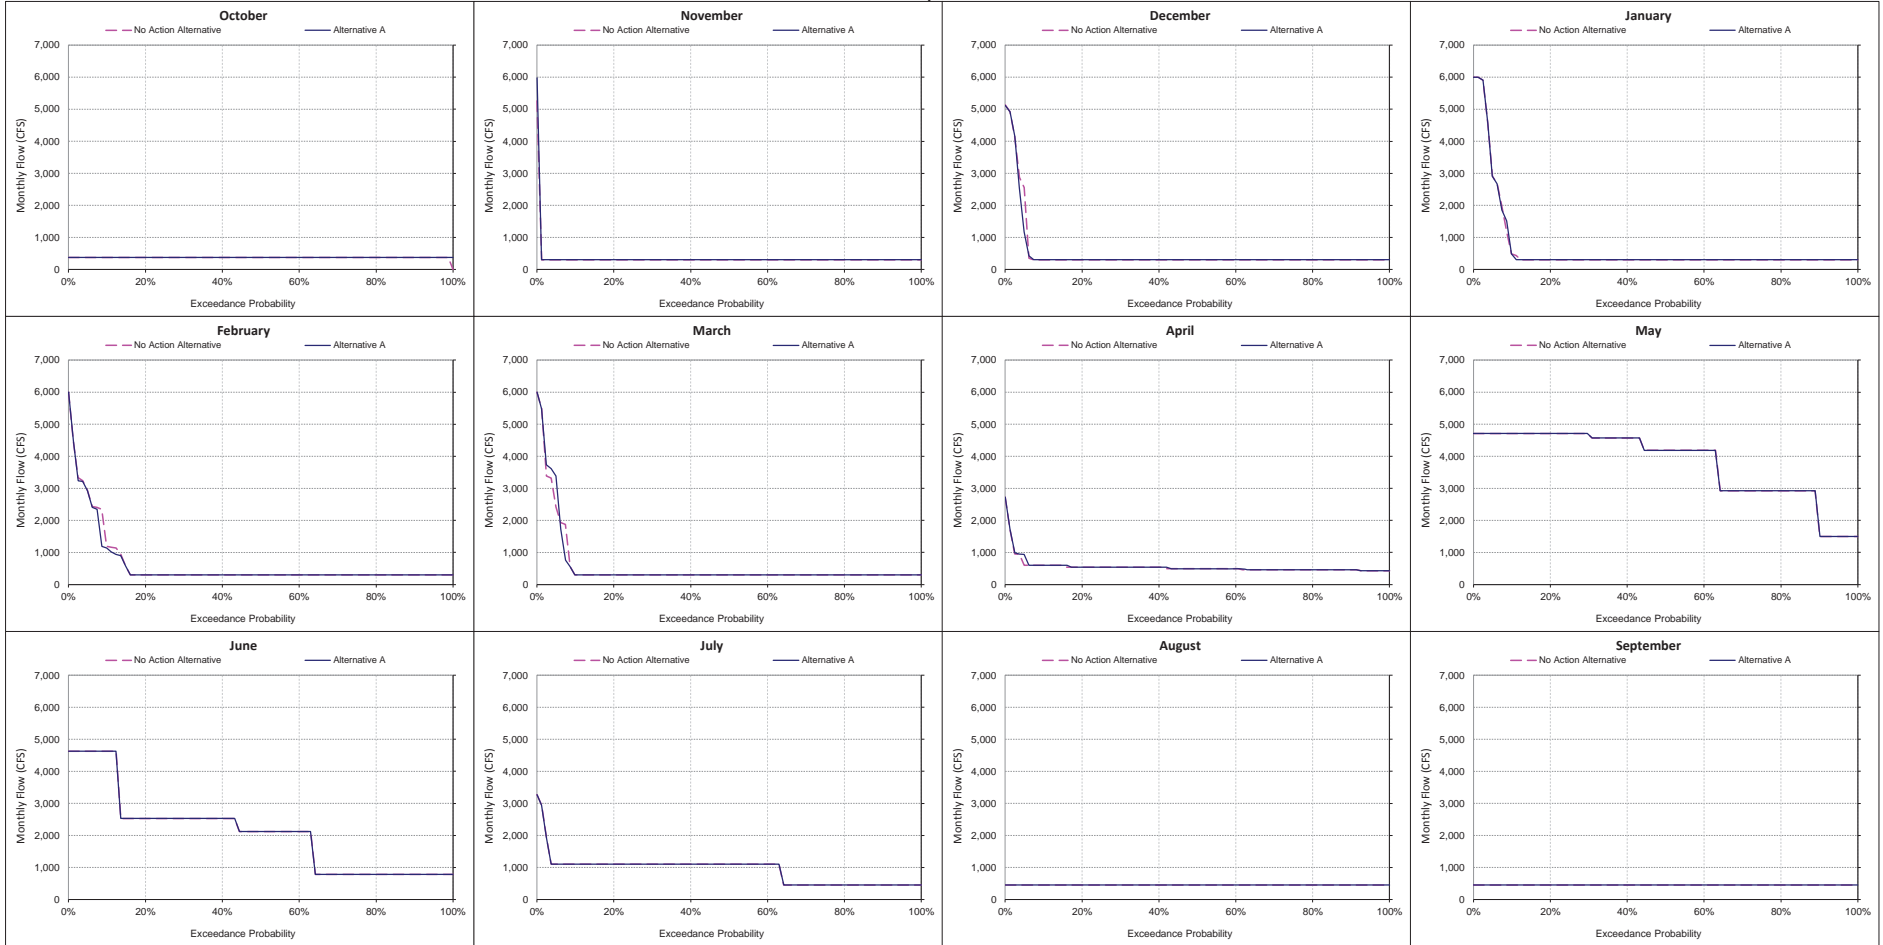 October
No Action Alternative Alternative A
7,000
6,000
5,000
4,000
3,000
2,000
1,000
0
Monthly Flow (CFS)
0% 20% 40% 60% 80% 100%
Exceedance Probability
November
No Action Alternative Alternative A
7,000
6,000
5,000
4,000
3,000
2,000
1,000
0
Monthly Flow (CFS)
0% 20% 40% 60% 80% 100%
Exceedance Probability
December
No Action Alternative Alternative A
7,000
6,000
5,000
4,000
3,000
2,000
1,000
0
Monthly Flow (CFS)
0% 20% 40% 60% 80% 100%
Exceedance Probability
January
No Action Alternative Alternative A
7,000
6,000
5,000
4,000
3,000
2,000
1,000
0
Monthly Flow (CFS)
0% 20% 40% 60% 80% 100%
Exceedance Probability
February
No Action Alternative Alternative A
7,000
6,000
5,000
4,000
3,000
2,000
1,000
0
Monthly Flow (CFS)
0% 20% 40% 60% 80% 100%
Exceedance Probability
March
No Action Alternative Alternative A
7,000
6,000
5,000
4,000
3,000
2,000
1,000
0
Monthly Flow (CFS)
0% 20% 40% 60% 80% 100%
Exceedance Probability
April
No Action Alternative Alternative A
7,000
6,000
5,000
4,000
3,000
2,000
1,000
0
Monthly Flow (CFS)
0% 20% 40% 60% 80% 100%
Exceedance Probability
May
No Action Alternative Alternative A
7,000
6,000
5,000
4,000
3,000
2,000
1,000
0
Monthly Flow (CFS)
0% 20% 40% 60% 80% 100%
Exceedance Probability
June
No Action Alternative Alternative A
7,000
6,000
5,000
4,000
3,000
2,000
1,000
0
Monthly Flow (CFS)
0% 20% 40% 60% 80% 100%
Exceedance Probability
July
No Action Alternative Alternative A
7,000
6,000
5,000
4,000
3,000
2,000
1,000
0
Monthly Flow (CFS)
0% 20% 40% 60% 80% 100%
Exceedance Probability
August
No Action Alternative Alternative A
7,000
6,000
5,000
4,000
3,000
2,000
1,000
0
Monthly Flow (CFS)
0% 20% 40% 60% 80% 100%
Exceedance Probability
September
No Action Alternative Alternative A
7,000
6,000
5,000
4,000
3,000
2,000
1,000
0
Monthly Flow (CFS)
0% 20% 40% 60% 80% 100%
Exceedance Probability